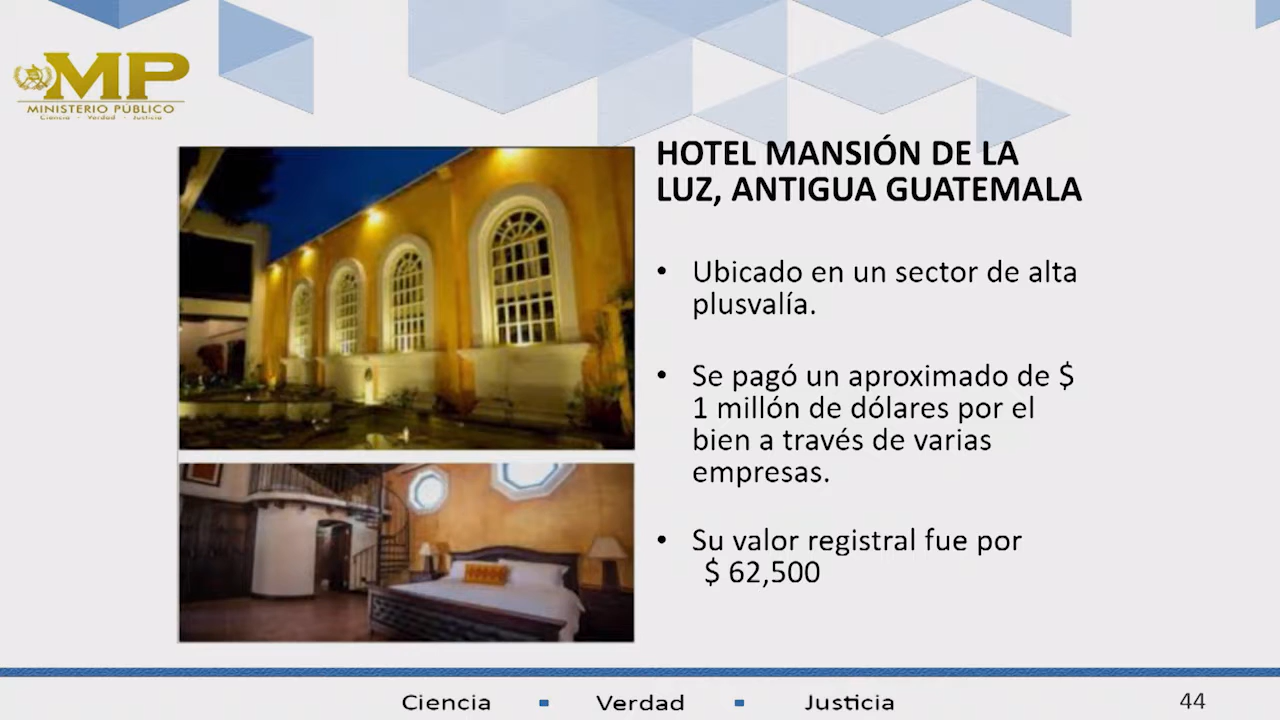 MP
MINISTERIO PÚBLICO
Ciencia - Verdad - Justicia
HOTEL MANSIÓN DE LA
LUZ, ANTIGUA GUATEMALA
• Ubicado en un sector de alta
plusvalía.
• Se pagó un aproximado de $
1 millón de dólares por el
bien a través de varias
empresas.
• Su valor registral fue por
$ 62,500
Ciencia ▪ Verdad ▪ Justicia
44